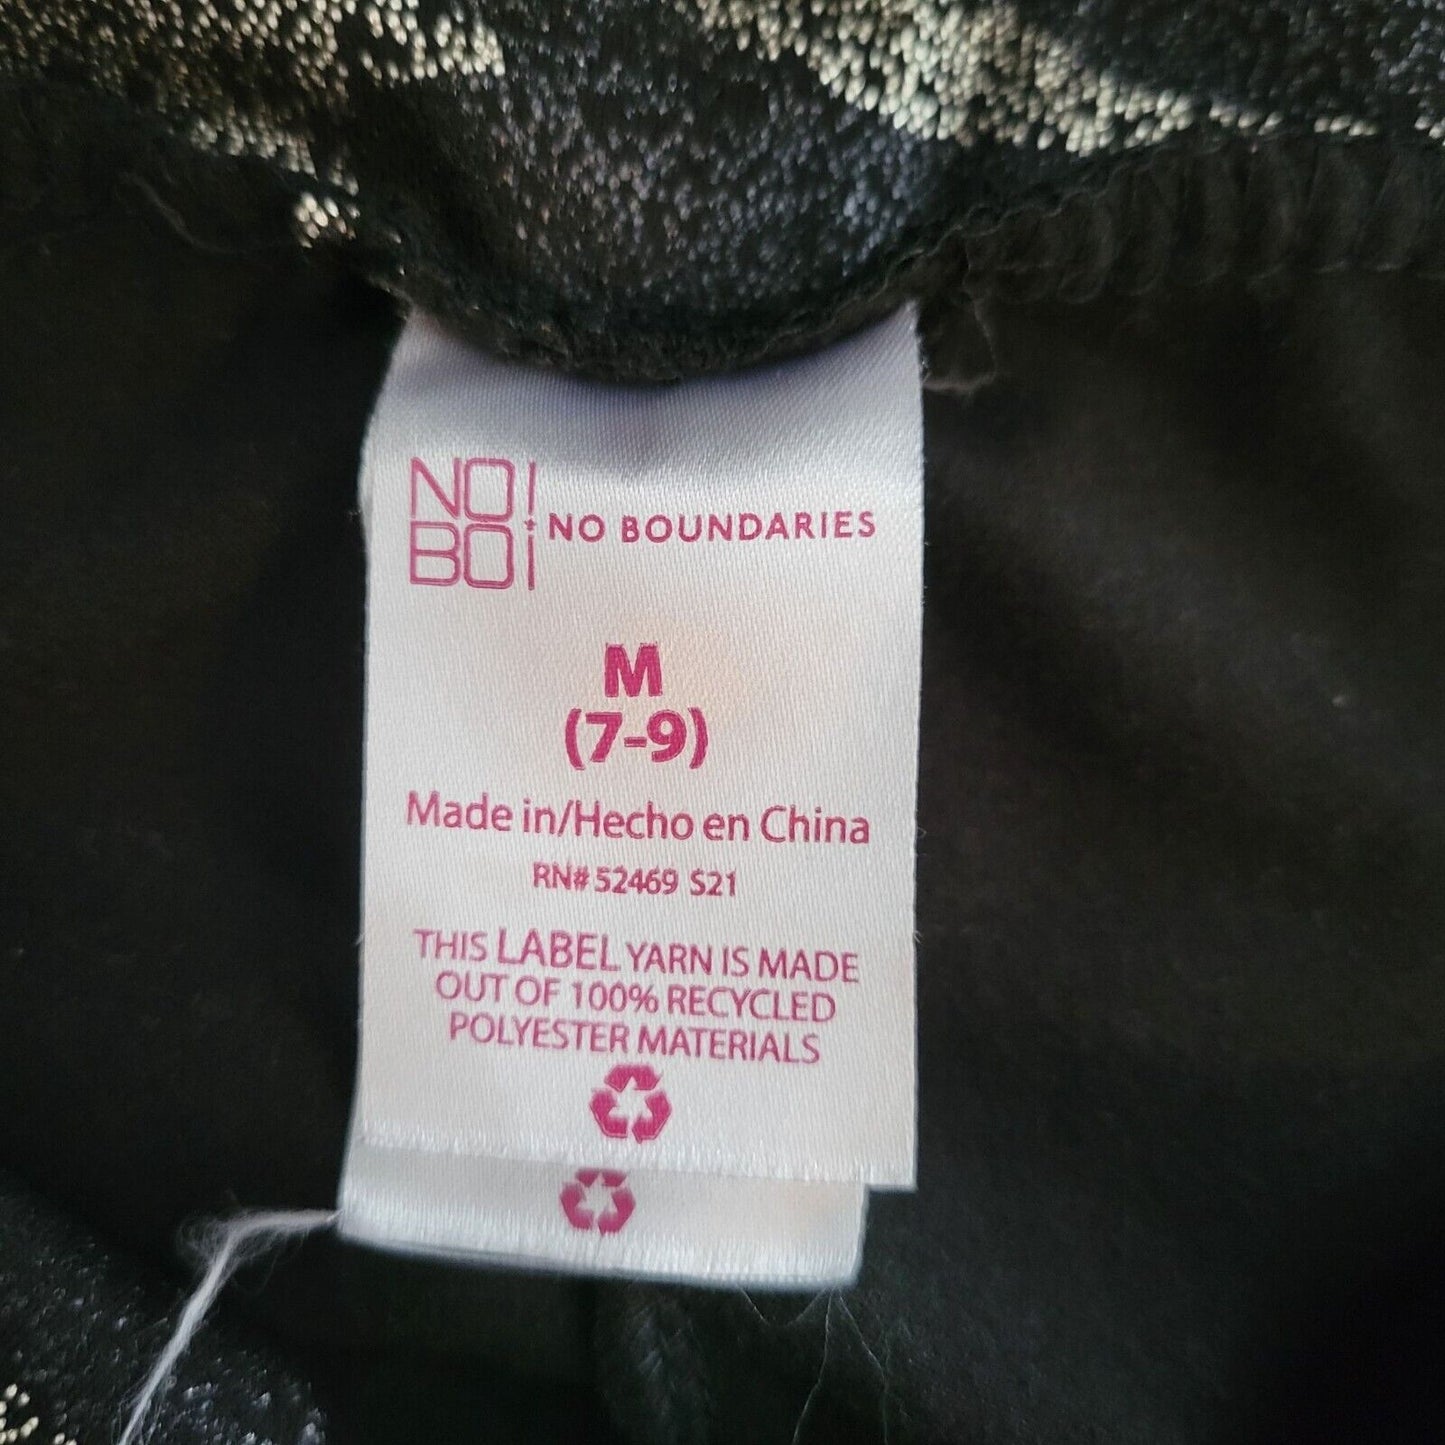 NO!
BO!
NO BOUNDARIES
M
(7-9)
Made in/Hecho en China
RN# 52469 S21
THIS LABEL YARN IS MADE
OUT OF 100% RECYCLED
POLYESTER MATERIALS